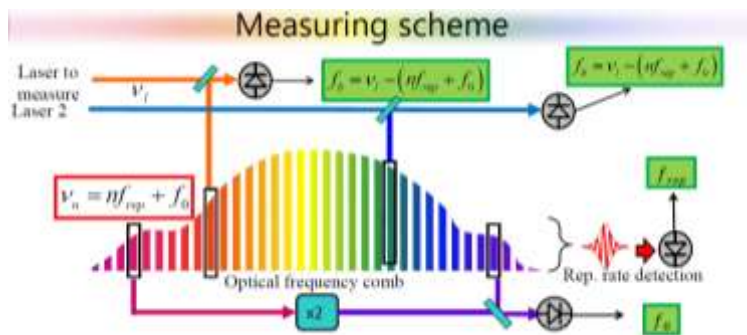 Measuring scheme
Laser to
measure
ν_l
Laser 2
f_b = ν_l − (nf_rep + f_0)
f_b = ν_l − (nf_rep + f_0)
ν_n = nf_rep + f_0
f_rep
Optical frequency comb
Rep. rate detection
x2
f_0